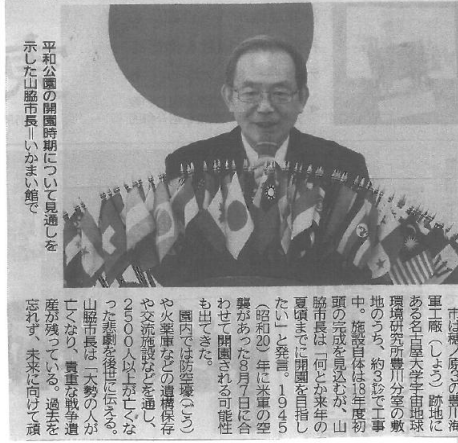 平和公園の開園時期について見通しを
示した山脇市長＝いかまい館で
市は穂ノ原3の豊川海
軍工廠（しょう）跡地に
ある名古屋大学宇宙地球
環境研究所豊川分室の敷
地のうち、約3㌶で工事
中。施設自体は18年度初
頭の完成を見込むが、山
脇市長は「何とか来年の
夏頃までに開園を目指し
たい」と発言。1945
（昭和20）年に米軍の空
襲があった8月7日に合
わせて開園される可能性
も出てきた。
園内では防空壕（ごう）
や火薬庫などの遺構保存
や交流施設などを通し、
2500人以上が亡くな
った悲劇を後世に伝える。
山脇市長は「大勢の人が
亡くなり、貴重な戦争遺
産が残っている。過去を
忘れず、未来に向けて頑